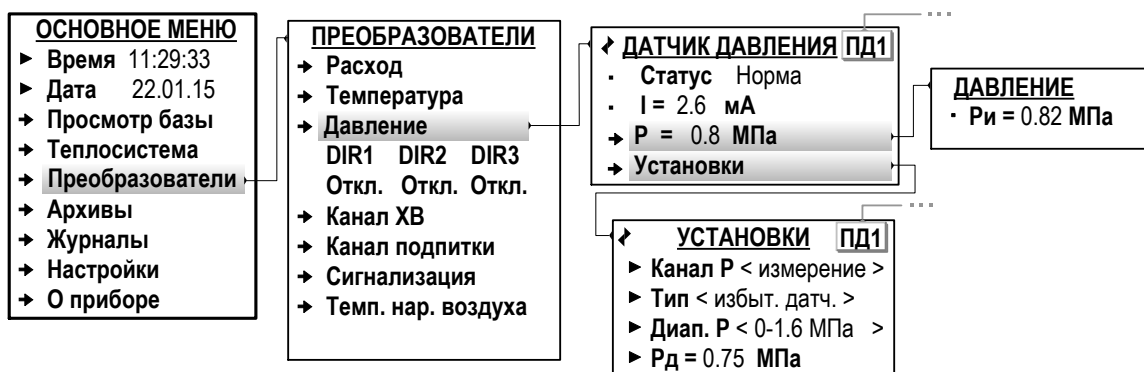 ОСНОВНОЕ МЕНЮ
Время 11:29:33
Дата 22.01.15
Просмотр базы
Теплосистема
Преобразователи
Архивы
Журналы
Настройки
О приборе
ПРЕОБРАЗОВАТЕЛИ
Расход
Температура
Давление
DIR1 DIR2 DIR3
Откл. Откл. Откл.
Канал ХВ
Канал подпитки
Сигнализация
Темп. нар. воздуха
ДАТЧИК ДАВЛЕНИЯ ПД1
Статус Норма
I = 2.6 мА
P = 0.8 МПа
Установки
ДАВЛЕНИЕ
Ри = 0.82 МПа
УСТАНОВКИ ПД1
Канал P < измерение >
Тип < избыт. датч. >
Диап. P < 0-1.6 МПа >
Рд = 0.75 МПа